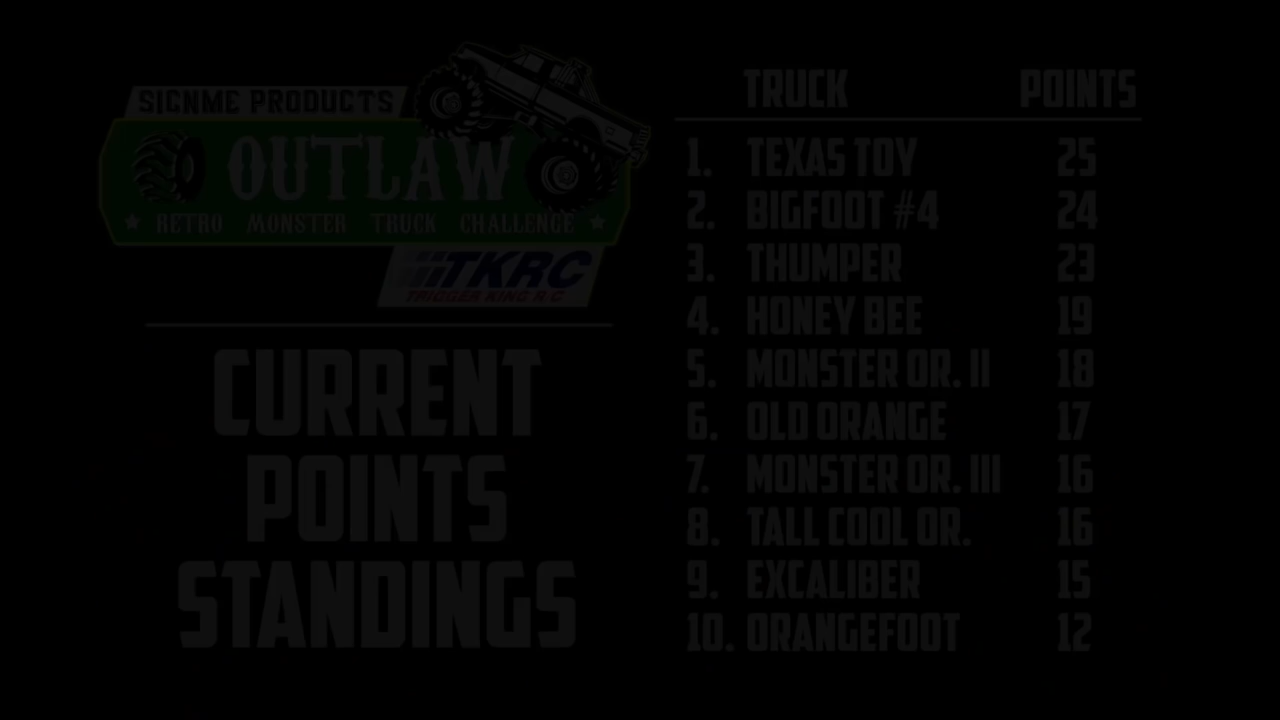 SIGNME PRODUCTS
OUTLAW
★ RETRO MONSTER TRUCK CHALLENGE ★
TKRC
TRIGGER KING R/C
CURRENT
POINTS
STANDINGS
TRUCK POINTS
1. TEXAS TOY 25
2. BIGFOOT #4 24
3. THUMPER 23
4. HONEY BEE 19
5. MONSTER OR. II 18
6. OLD ORANGE 17
7. MONSTER OR. III 16
8. TALL COOL OR. 16
9. EXCALIBER 15
10. ORANGEFOOT 12